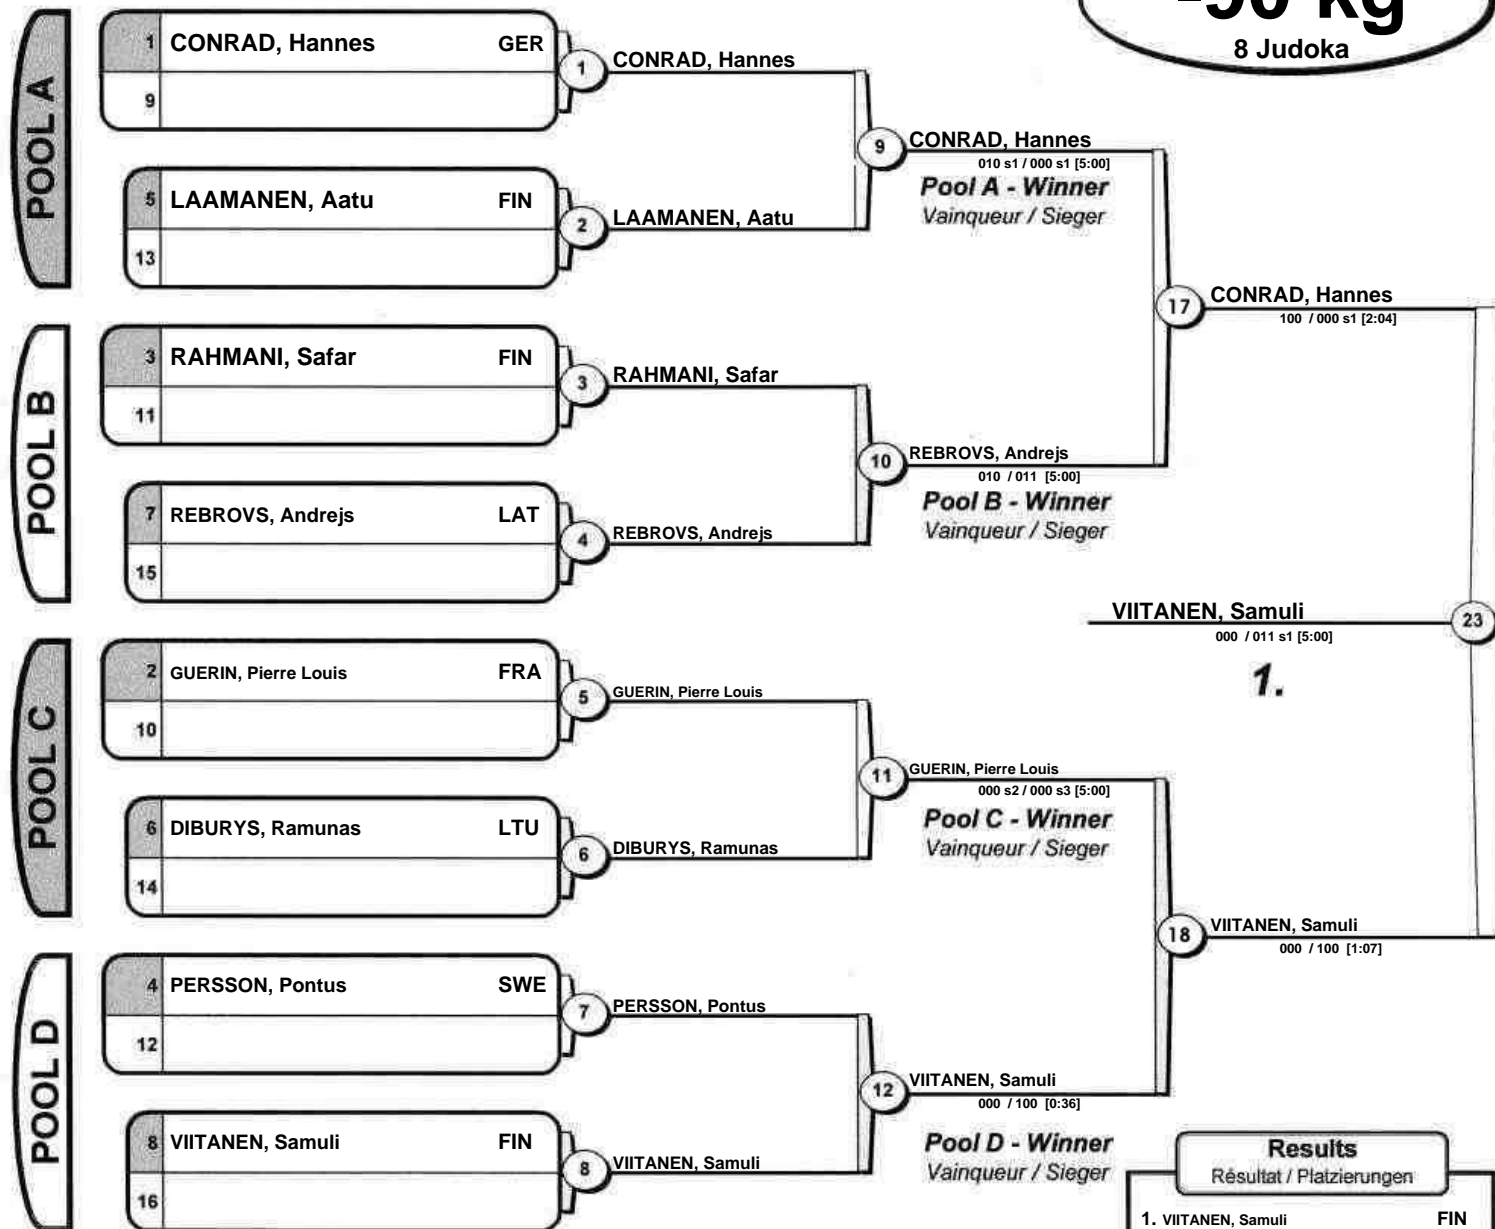 -90 kg
8 Judoka
POOL A
1 CONRAD, Hannes GER
9
1 CONRAD, Hannes
5 LAAMANEN, Aatu FIN
13
2 LAAMANEN, Aatu
9 CONRAD, Hannes
010 s1 / 000 s1 [5:00]
Pool A - Winner
Vainqueur / Sieger
POOL B
3 RAHMANI, Safar FIN
11
3 RAHMANI, Safar
7 REBROVS, Andrejs LAT
15
4 REBROVS, Andrejs
10 REBROVS, Andrejs
010 / 011 [5:00]
Pool B - Winner
Vainqueur / Sieger
17 CONRAD, Hannes
100 / 000 s1 [2:04]
VIITANEN, Samuli 23
000 / 011 s1 [5:00]
1.
POOL C
2 GUERIN, Pierre Louis FRA
10
5 GUERIN, Pierre Louis
6 DIBURYS, Ramunas LTU
14
6 DIBURYS, Ramunas
11 GUERIN, Pierre Louis
000 s2 / 000 s3 [5:00]
Pool C - Winner
Vainqueur / Sieger
POOL D
4 PERSSON, Pontus SWE
12
7 PERSSON, Pontus
8 VIITANEN, Samuli FIN
16
8 VIITANEN, Samuli
12 VIITANEN, Samuli
000 / 100 [0:36]
Pool D - Winner
Vainqueur / Sieger
18 VIITANEN, Samuli
000 / 100 [1:07]
Results
Résultat / Platzierungen
1. VIITANEN, Samuli FIN